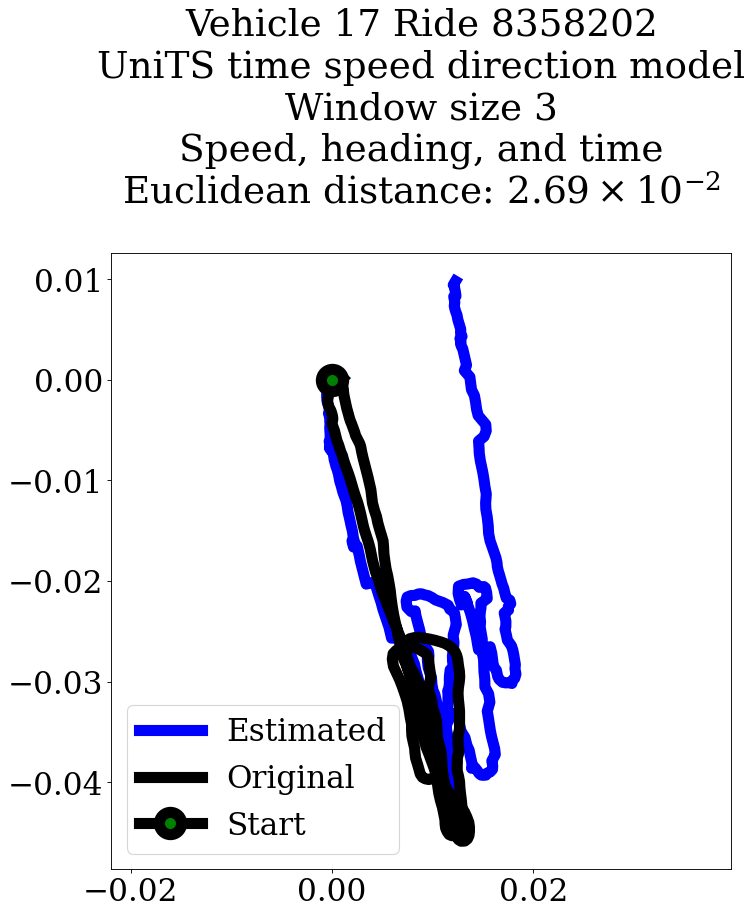 Vehicle 17 Ride 8358202
UniTS time speed direction model
Window size 3
Speed, heading, and time
Euclidean distance: 2.69 × 10⁻²
0.01
0.00
−0.01
−0.02
−0.03
−0.04
Estimated
Original
Start
−0.02
0.00
0.02